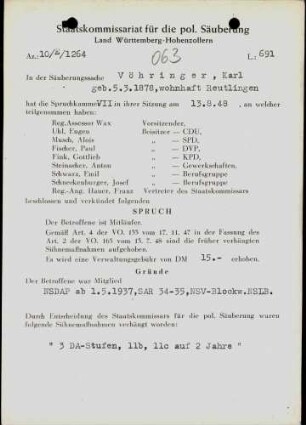 Staatskommissariat für die pol. Säuberung
Land Württemberg-Hohenzollern
Az.: 10/E/1264
063
L: 691
In der Säuberungssache Vöhringer, Karl
geb. 5.3.1878, wohnhaft Reutlingen
hat die Spruchkammer VII in ihrer Sitzung am 13.8.48, an welcher
teilgenommen haben:
Reg.Assessor Wax Vorsitzender,
Ukl, Eugen Beisitzer - CDU,
Musch, Alois „ - SPD,
Fischer, Paul „ - DVP,
Fink, Gottlich „ - KPD,
Steinacher, Anton „ - Gewerkschaften,
Schwarz, Emil „ - Berufsgruppe
Schreckenburger, Josef „ - Berufsgruppe
Reg.-Ang. Hauer, Franz Vertreter des Staatskommissars
beschlossen und verkündet folgenden
SPRUCH
Der Betroffene ist Mitläufer.
Gemäß Art. 4 der VO. 133 vom 17. 11. 47 in der Fassung des
Art. 2 der VO. 165 vom 13. 7. 48 sind die früher verhängten
Sühnemaßnahmen aufgehoben.
Es wird eine Verwaltungsgebühr von DM 15.- erhoben.
Gründe
Der Betroffene war Mitglied
NSDAP ab 1.5.1937, SAR 34-35, NSV-Blockw. NSLB.
Durch Entscheidung des Staatskommissars für die pol. Säuberung waren
folgende Sühnemaßnahmen verhängt worden:
" 3 DA-Stufen, 11b, 11c auf 2 Jahre "